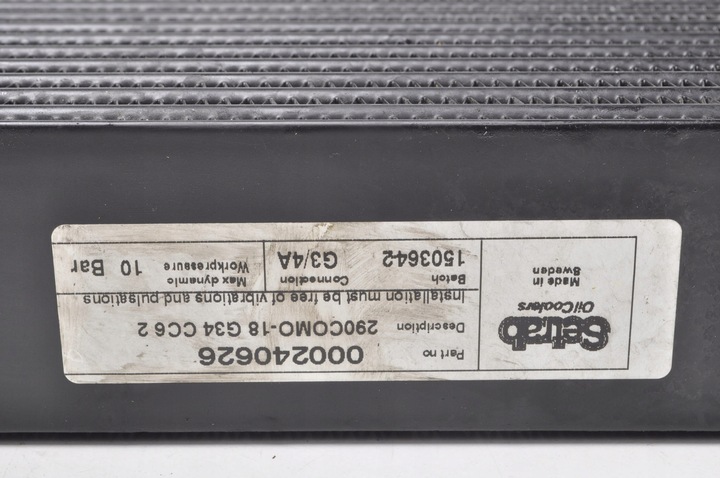 Setrab
Oil Coolers
Made in
Sweden
Part no 000240626
Description 290COMO-18 G34 CC6 2
Installation must be free of vibrations and pulsations
Batch
1503642
Connection
G3/4A
Max dynamic
Workpressure 10 Bar